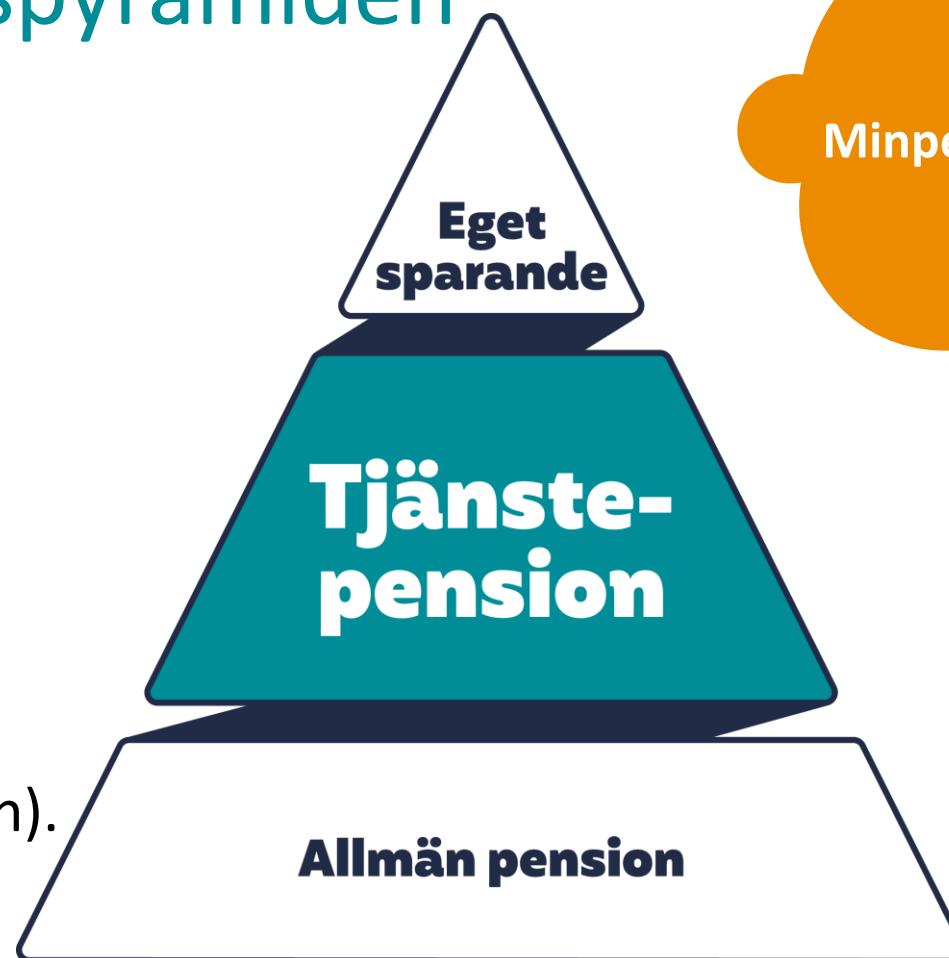 spyramiden
Minpe
Eget
sparande
Tjänste-
pension
n).
Allmän pension